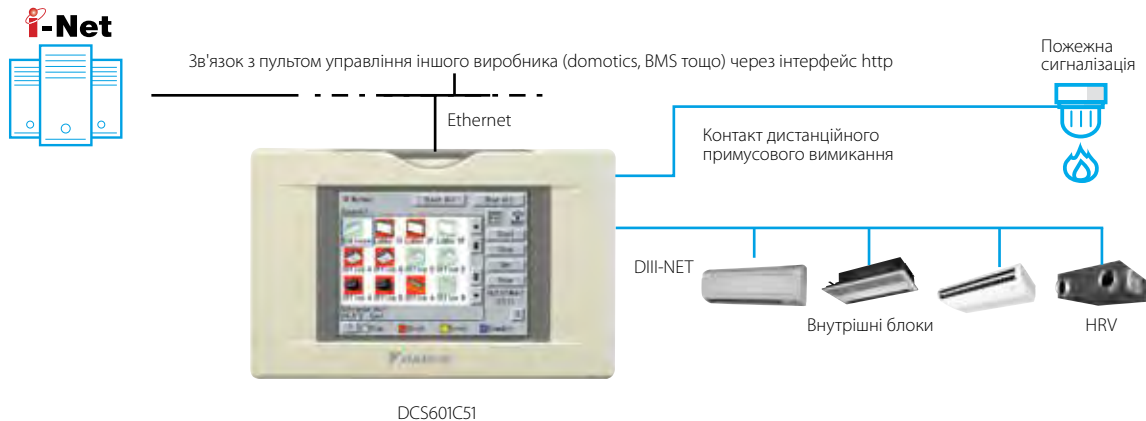 i-Net
Зв'язок з пультом управління іншого виробника (domotics, BMS тощо) через інтерфейс http
Ethernet
Пожежна
сигналізація
Контакт дистанційного
примусового вимикання
DIII-NET
Внутрішні блоки
HRV
DAIKIN
DCS601C51